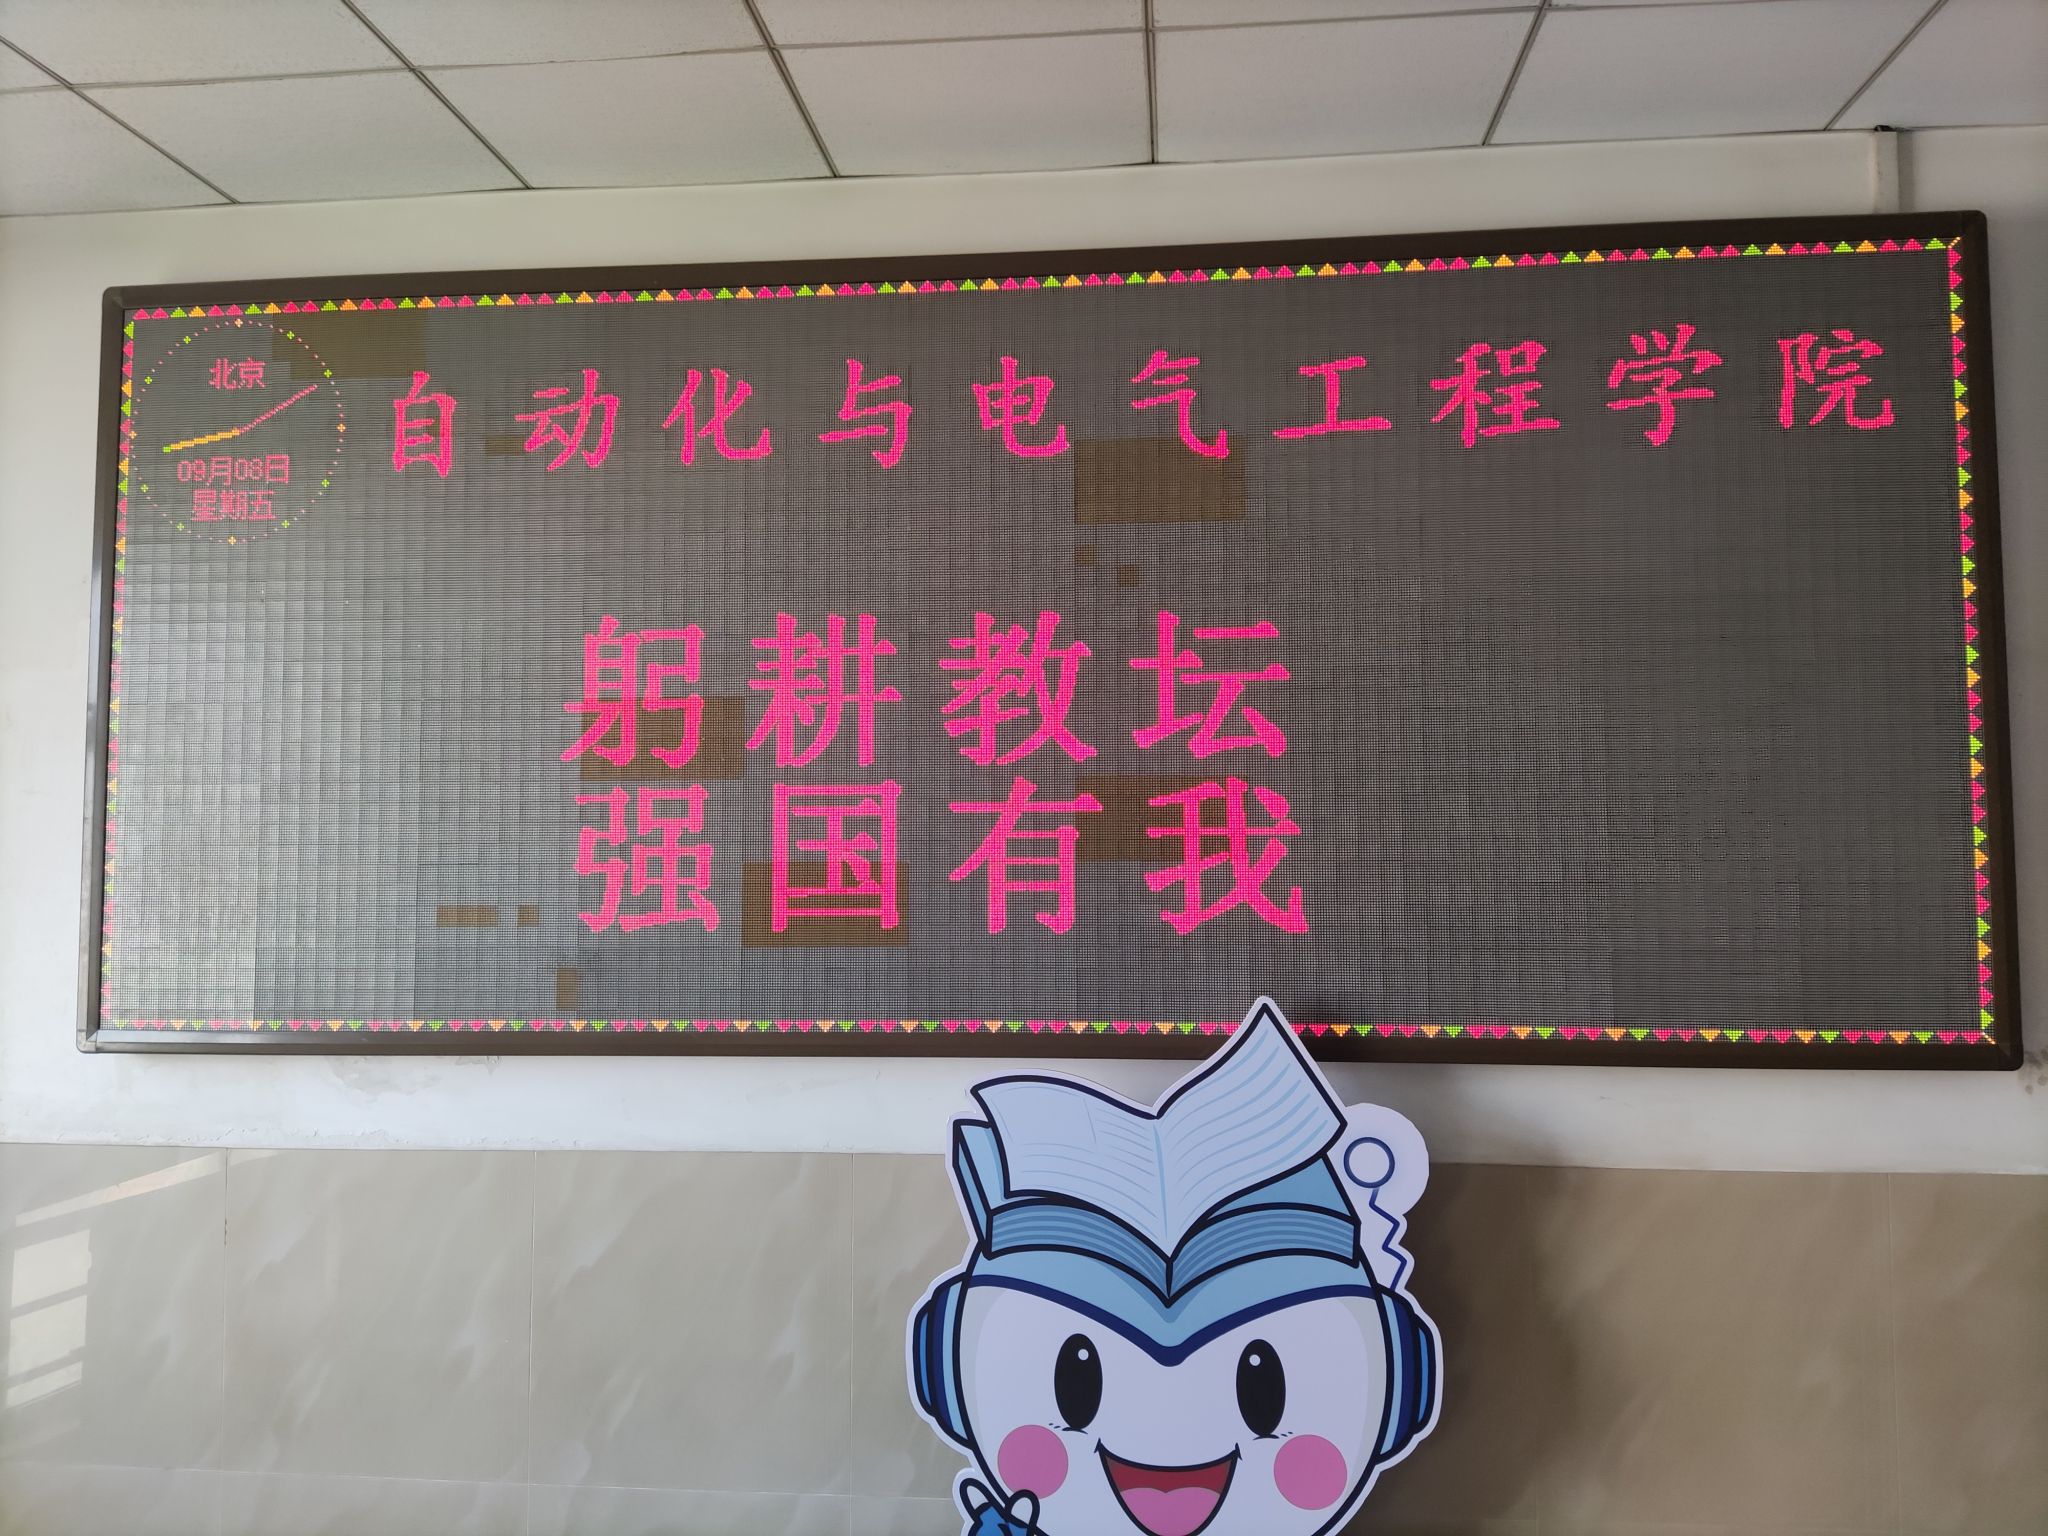 北京
09月08日
星期五
自动化与电气工程学院
躬耕教坛
强国有我